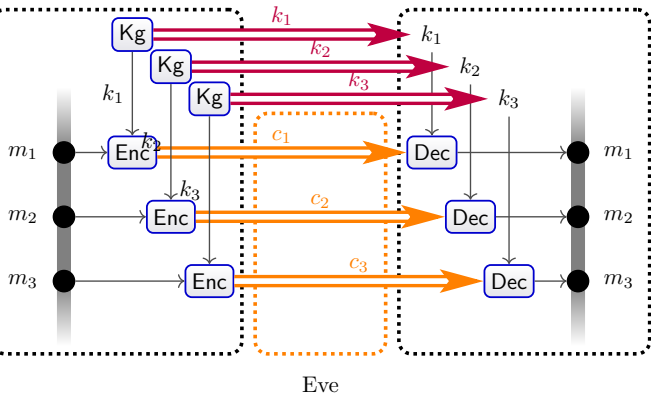 Kg k₁ k₁
Kg k₂ k₂
Kg k₃ k₃
k₁
m₁ Enc k₂ c₁ Dec m₁
k₃
m₂ Enc c₂ Dec m₂
m₃ Enc c₃ Dec m₃
Eve